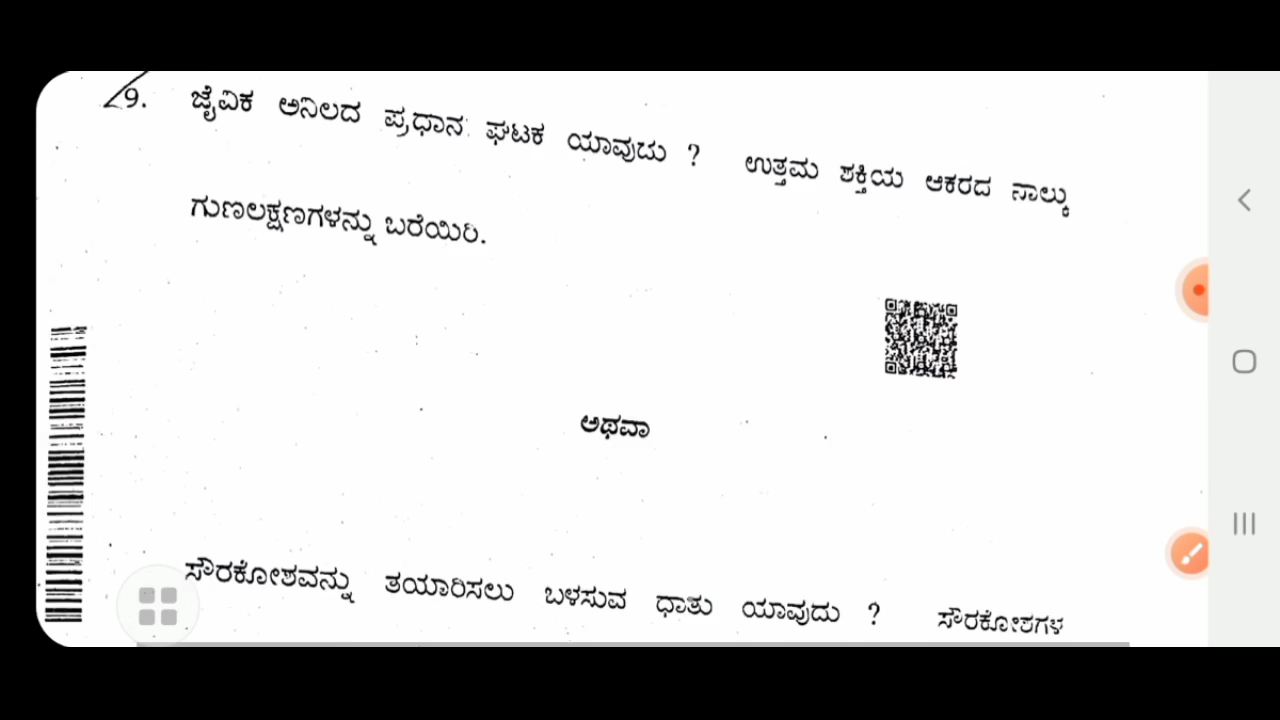 29. ಜೈವಿಕ ಅನಿಲದ ಪ್ರಧಾನ ಘಟಕ ಯಾವುದು ? ಉತ್ತಮ ಶಕ್ತಿಯ ಆಕರದ ನಾಲ್ಕು
ಗುಣಲಕ್ಷಣಗಳನ್ನು ಬರೆಯಿರಿ.
ಅಥವಾ
ಸೌರಕೋಶವನ್ನು ತಯಾರಿಸಲು ಬಳಸುವ ಧಾತು ಯಾವುದು ? ಸೌರಕೋಶಗಳ